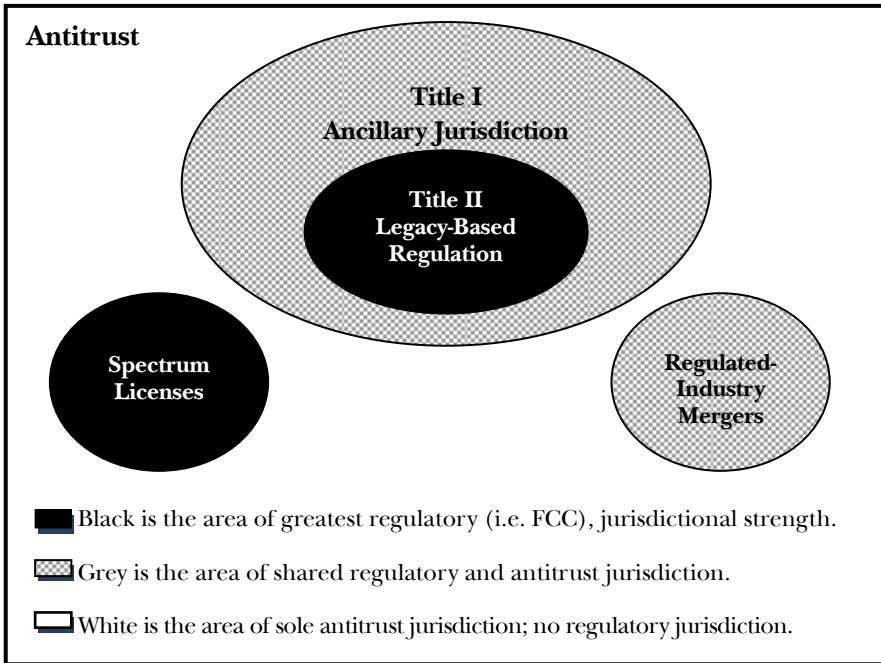 Antitrust
Title I
Ancillary Jurisdiction
Title II
Legacy-Based
Regulation
Spectrum
Licenses
Regulated-
Industry
Mergers
Black is the area of greatest regulatory (i.e. FCC), jurisdictional strength.
Grey is the area of shared regulatory and antitrust jurisdiction.
White is the area of sole antitrust jurisdiction; no regulatory jurisdiction.